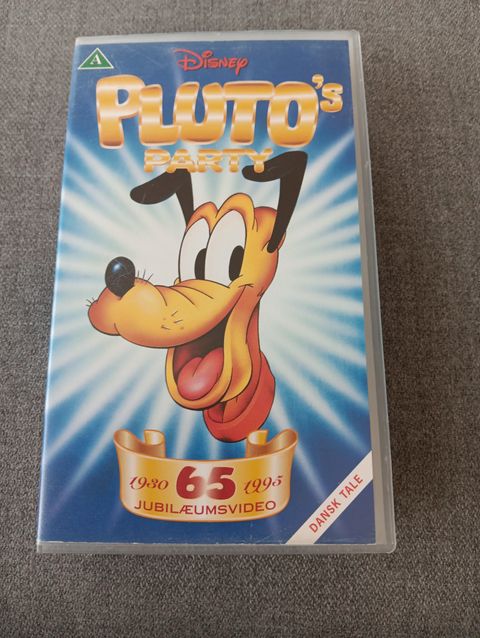 A
Disney
PLUTO's
PARTY
1930 65 1995
JUBILÆUMSVIDEO
DANSK TALE